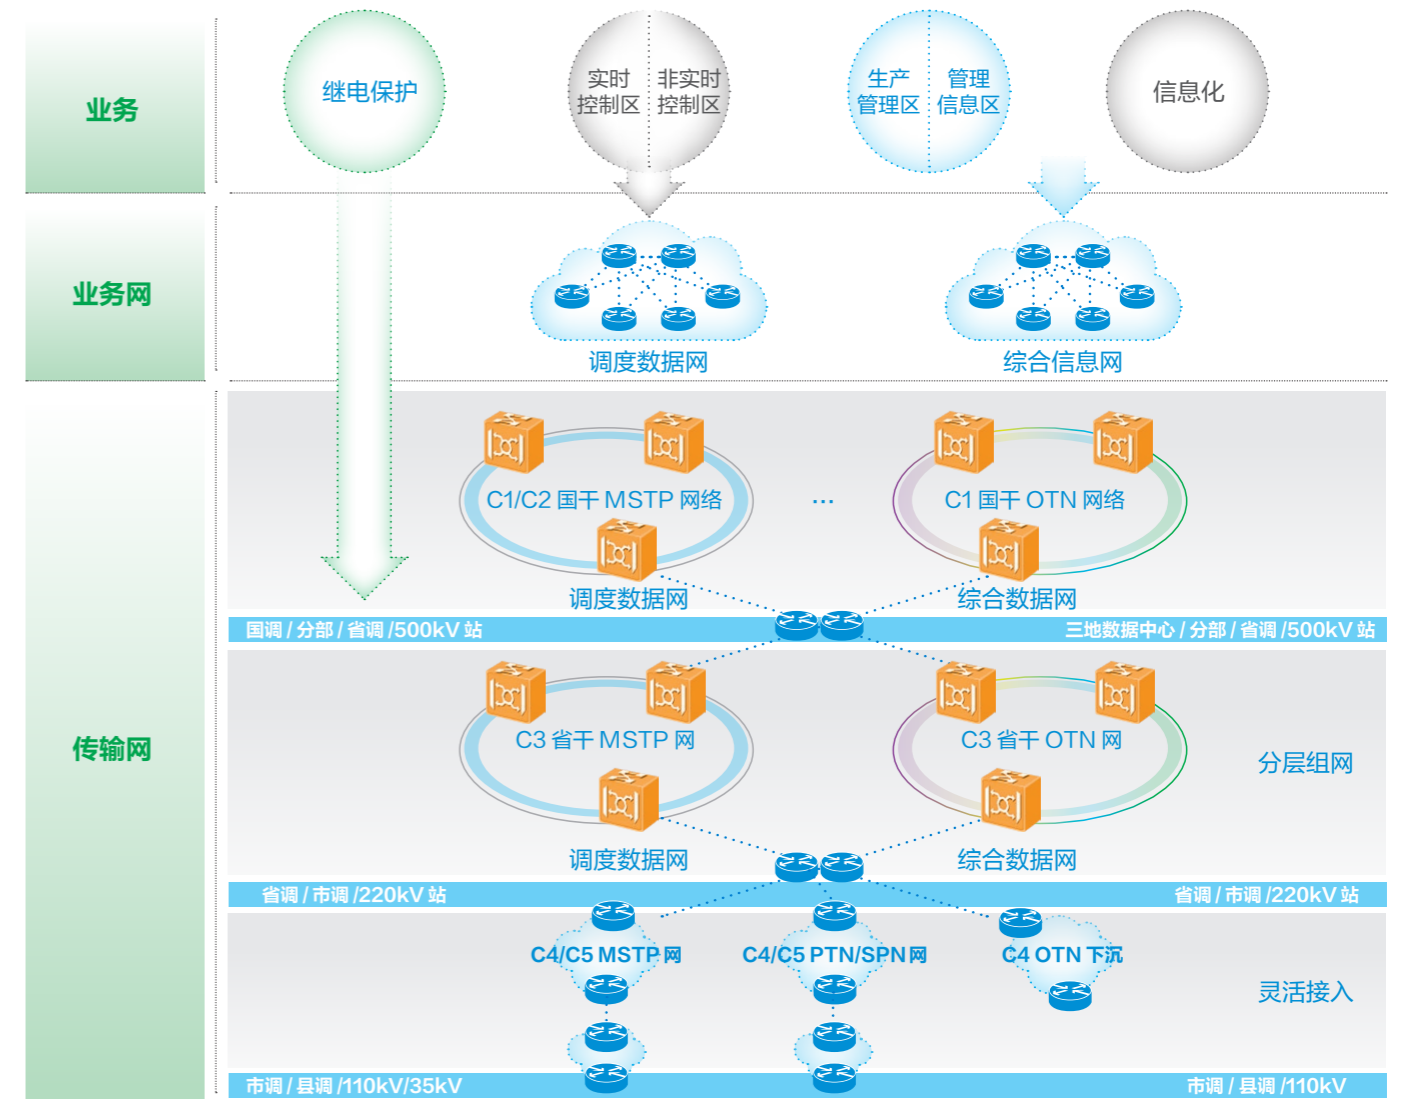 业务
继电保护
实时
控制区
非实时
控制区
生产
管理区
管理
信息区
信息化
业务网
调度数据网
综合信息网
传输网
C1/C2 国干 MSTP 网络
...
C1 国干 OTN 网络
调度数据网
综合数据网
国调 / 分部 / 省调 /500kV 站
三地数据中心 / 分部 / 省调 /500kV 站
C3 省干 MSTP 网
C3 省干 OTN 网
分层组网
调度数据网
综合数据网
省调 / 市调 /220kV 站
省调 / 市调 /220kV 站
C4/C5 MSTP 网
C4/C5 PTN/SPN 网
C4 OTN 下沉
灵活接入
市调 / 县调 /110kV/35kV
市调 / 县调 /110kV